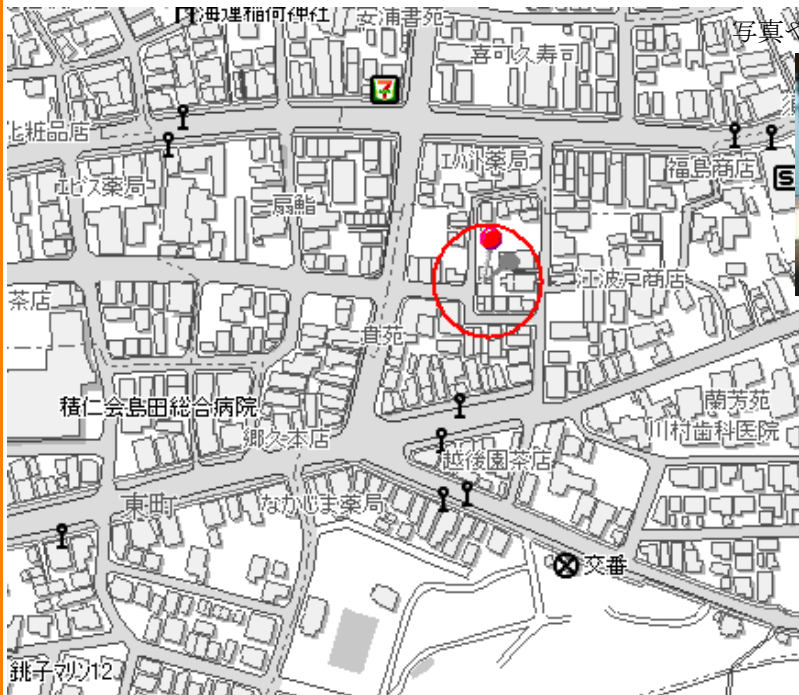 海運稲荷神社
女浦書苑
写真や
喜可久寿司
化粧品店
エバト薬局
福島商店
エビス薬局
扇鮨
S
江波戸商店
茶店
真苑
積仁会島田総合病院
蘭芳苑
川村歯科医院
郷久本店
越後園茶店
東町
なかじま薬局
交番
銚子マリン12